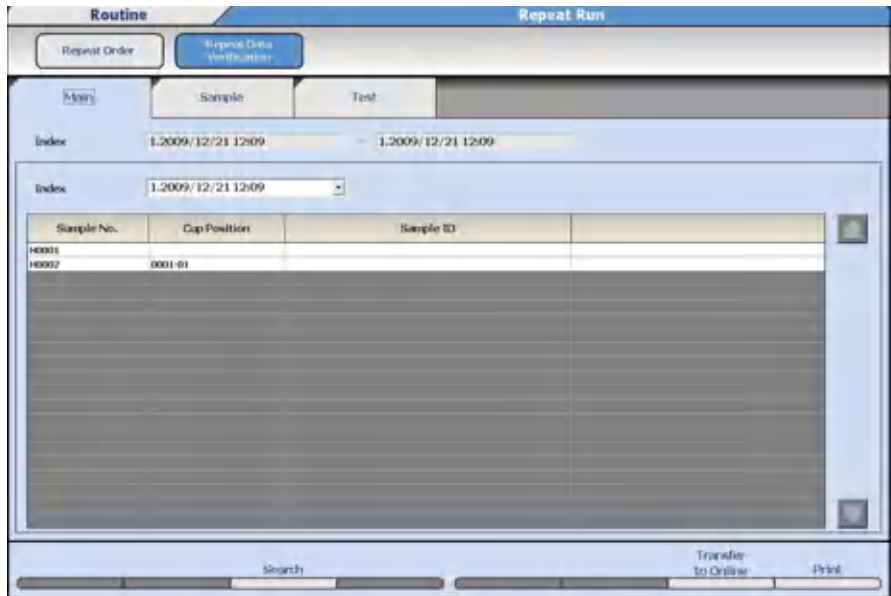 Routine
Repeat Run
Repeat Order
Repeat Data
Verification
Main
Sample
Test
Index 1.2009/12/21 12:09 - 1.2009/12/21 12:09
Index 1.2009/12/21 12:09
Sample No. Cup Position Sample ID
H0001
H0002 0001-01
Search
Transfer
to Online
Print